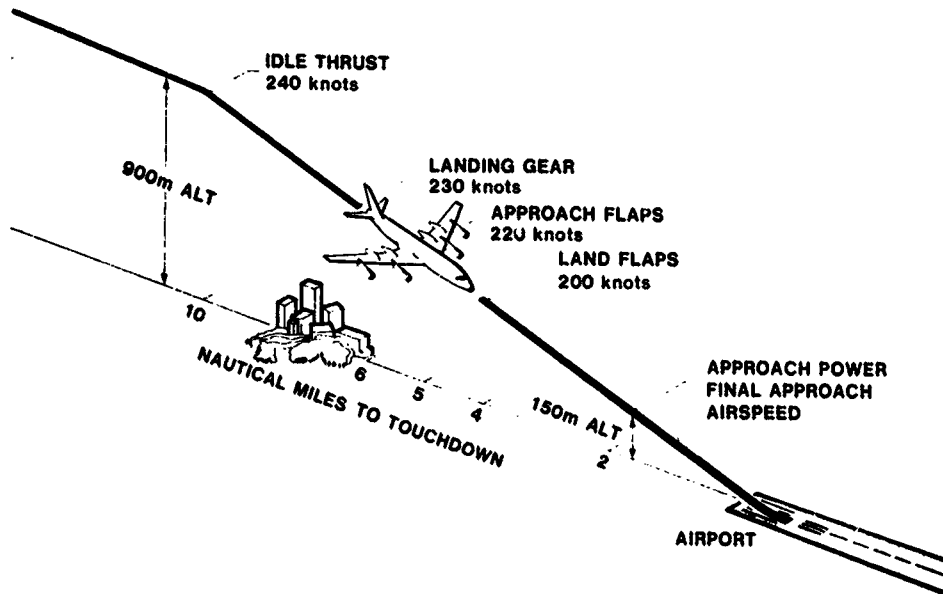 IDLE THRUST
240 knots
900m ALT
LANDING GEAR
230 knots
APPROACH FLAPS
220 knots
LAND FLAPS
200 knots
10
6
5
4
2
NAUTICAL MILES TO TOUCHDOWN
150m ALT
APPROACH POWER
FINAL APPROACH
AIRSPEED
AIRPORT